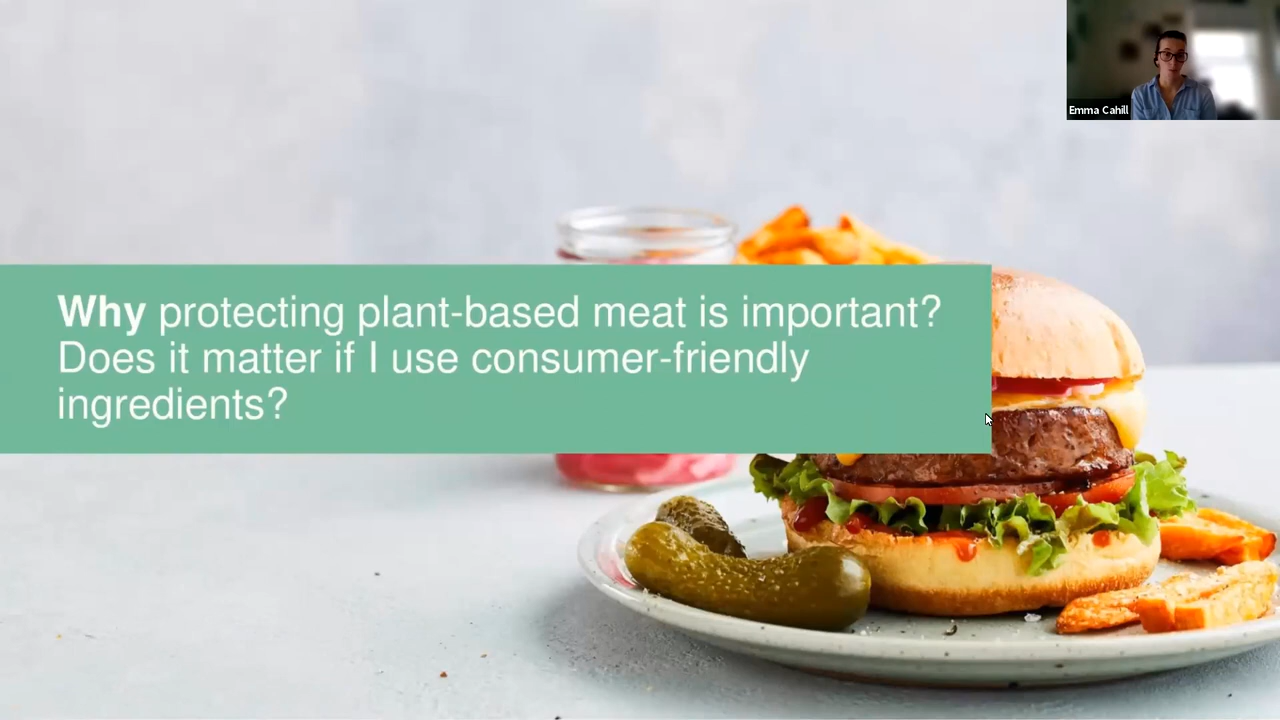 Emma Cahill
Why protecting plant-based meat is important?
Does it matter if I use consumer-friendly
ingredients?